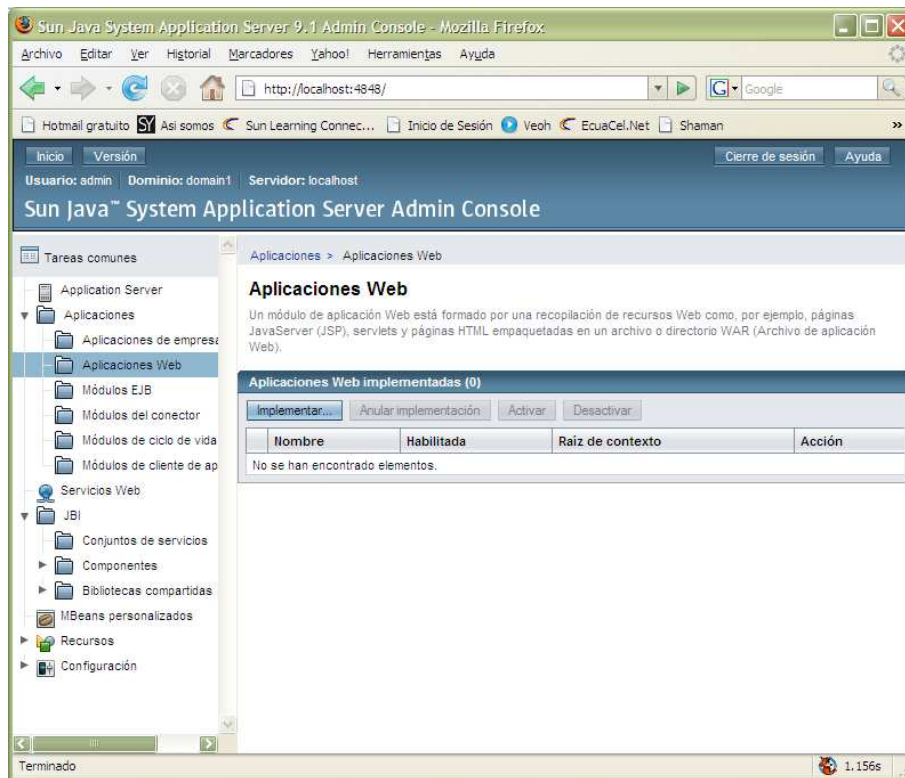 Sun Java System Application Server 9.1 Admin Console - Mozilla Firefox
Archivo Editar Ver Historial Marcadores Yahoo! Herramientas Ayuda
http://localhost:4848/ G Google
Hotmail gratuito SY Asi somos Sun Learning Connec... Inicio de Sesión Veoh EcuaCel.Net Shaman »
Inicio Versión Cierre de sesión Ayuda
Usuario: admin Dominio: domain1 Servidor: localhost
Sun Java™ System Application Server Admin Console
Tareas comunes
Application Server
Aplicaciones
Aplicaciones de empresa
Aplicaciones Web
Módulos EJB
Módulos del conector
Módulos de ciclo de vida
Módulos de cliente de ap
Servicios Web
JBI
Conjuntos de servicios
Componentes
Bibliotecas compartidas
MBeans personalizados
Recursos
Configuración
Aplicaciones > Aplicaciones Web
Aplicaciones Web
Un módulo de aplicación Web está formado por una recopilación de recursos Web como, por ejemplo, páginas
JavaServer (JSP), servlets y páginas HTML empaquetadas en un archivo o directorio WAR (Archivo de aplicación
Web).
Aplicaciones Web implementadas (0)
Implementar... Anular implementación Activar Desactivar
Nombre Habilitada Raíz de contexto Acción
No se han encontrado elementos.
Terminado 1.156s